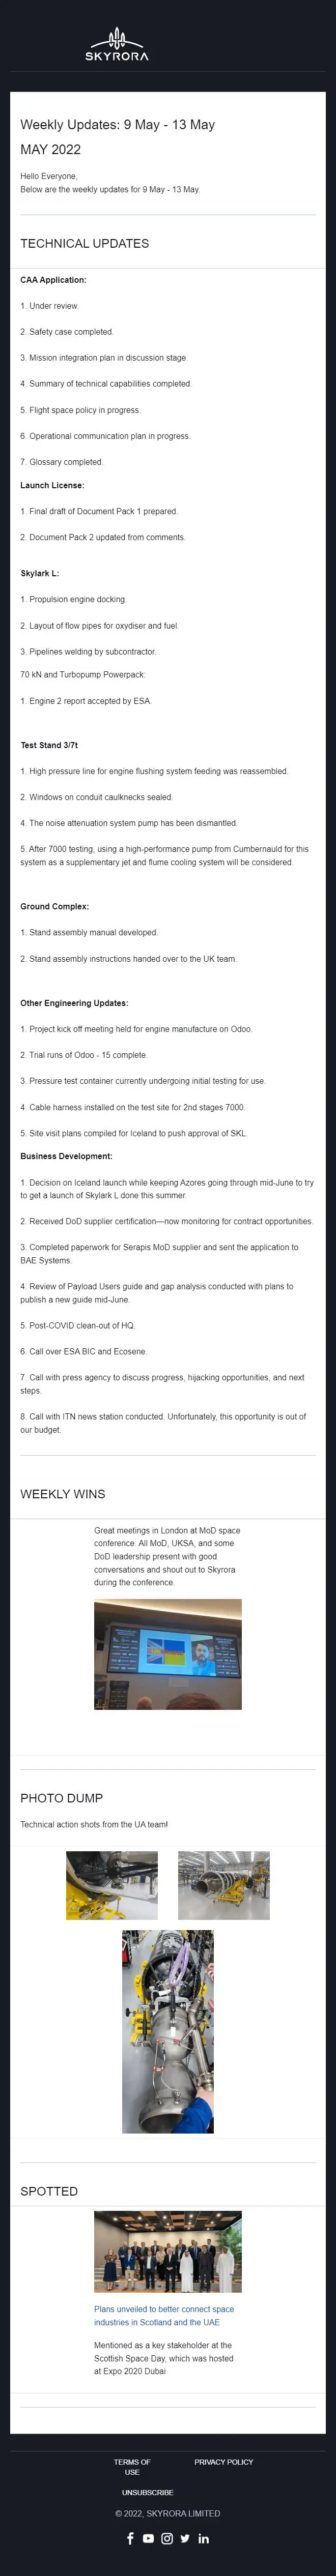 SKYRORA
Weekly Updates: 9 May - 13 May
MAY 2022
Hello Everyone,
Below are the weekly updates for 9 May - 13 May.
TECHNICAL UPDATES
CAA Application:
1. Under review.
2. Safety case completed.
3. Mission integration plan in discussion stage.
4. Summary of technical capabilities completed.
5. Flight space policy in progress.
6. Operational communication plan in progress.
7. Glossary completed.
Launch License:
1. Final draft of Document Pack 1 prepared.
2. Document Pack 2 updated from comments.
Skylark L:
1. Propulsion engine docking.
2. Layout of flow pipes for oxydiser and fuel.
3. Pipelines welding by subcontractor.
70 kN and Turbopump Powerpack:
1. Engine 2 report accepted by ESA.
Test Stand 3/7t
1. High pressure line for engine flushing system feeding was reassembled.
2. Windows on conduit caulknecks sealed.
4. The noise attenuation system pump has been dismantled.
5. After 7000 testing, using a high-performance pump from Cumbernauld for this
system as a supplementary jet and flume cooling system will be considered.
Ground Complex:
1. Stand assembly manual developed.
2. Stand assembly instructions handed over to the UK team.
Other Engineering Updates:
1. Project kick off meeting held for engine manufacture on Odoo.
2. Trial runs of Odoo - 15 complete.
3. Pressure test container currently undergoing initial testing for use.
4. Cable harness installed on the test site for 2nd stages 7000.
5. Site visit plans compiled for Iceland to push approval of SKL.
Business Development:
1. Decision on Iceland launch while keeping Azores going through mid-June to try
to get a launch of Skylark L done this summer.
2. Received DoD supplier certification—now monitoring for contract opportunities.
3. Completed paperwork for Serapis MoD supplier and sent the application to
BAE Systems.
4. Review of Payload Users guide and gap analysis conducted with plans to
publish a new guide mid-June.
5. Post-COVID clean-out of HQ.
6. Call over ESA BIC and Ecosene.
7. Call with press agency to discuss progress, hijacking opportunities, and next
steps.
8. Call with ITN news station conducted. Unfortunately, this opportunity is out of
our budget.
WEEKLY WINS
Great meetings in London at MoD space
conference. All MoD, UKSA, and some
DoD leadership present with good
conversations and shout out to Skyrora
during the conference.
PHOTO DUMP
Technical action shots from the UA team!
SPOTTED
Plans unveiled to better connect space
industries in Scotland and the UAE
Mentioned as a key stakeholder at the
Scottish Space Day, which was hosted
at Expo 2020 Dubai.
TERMS OF
USE
PRIVACY POLICY
UNSUBSCRIBE
© 2022, SKYRORA LIMITED